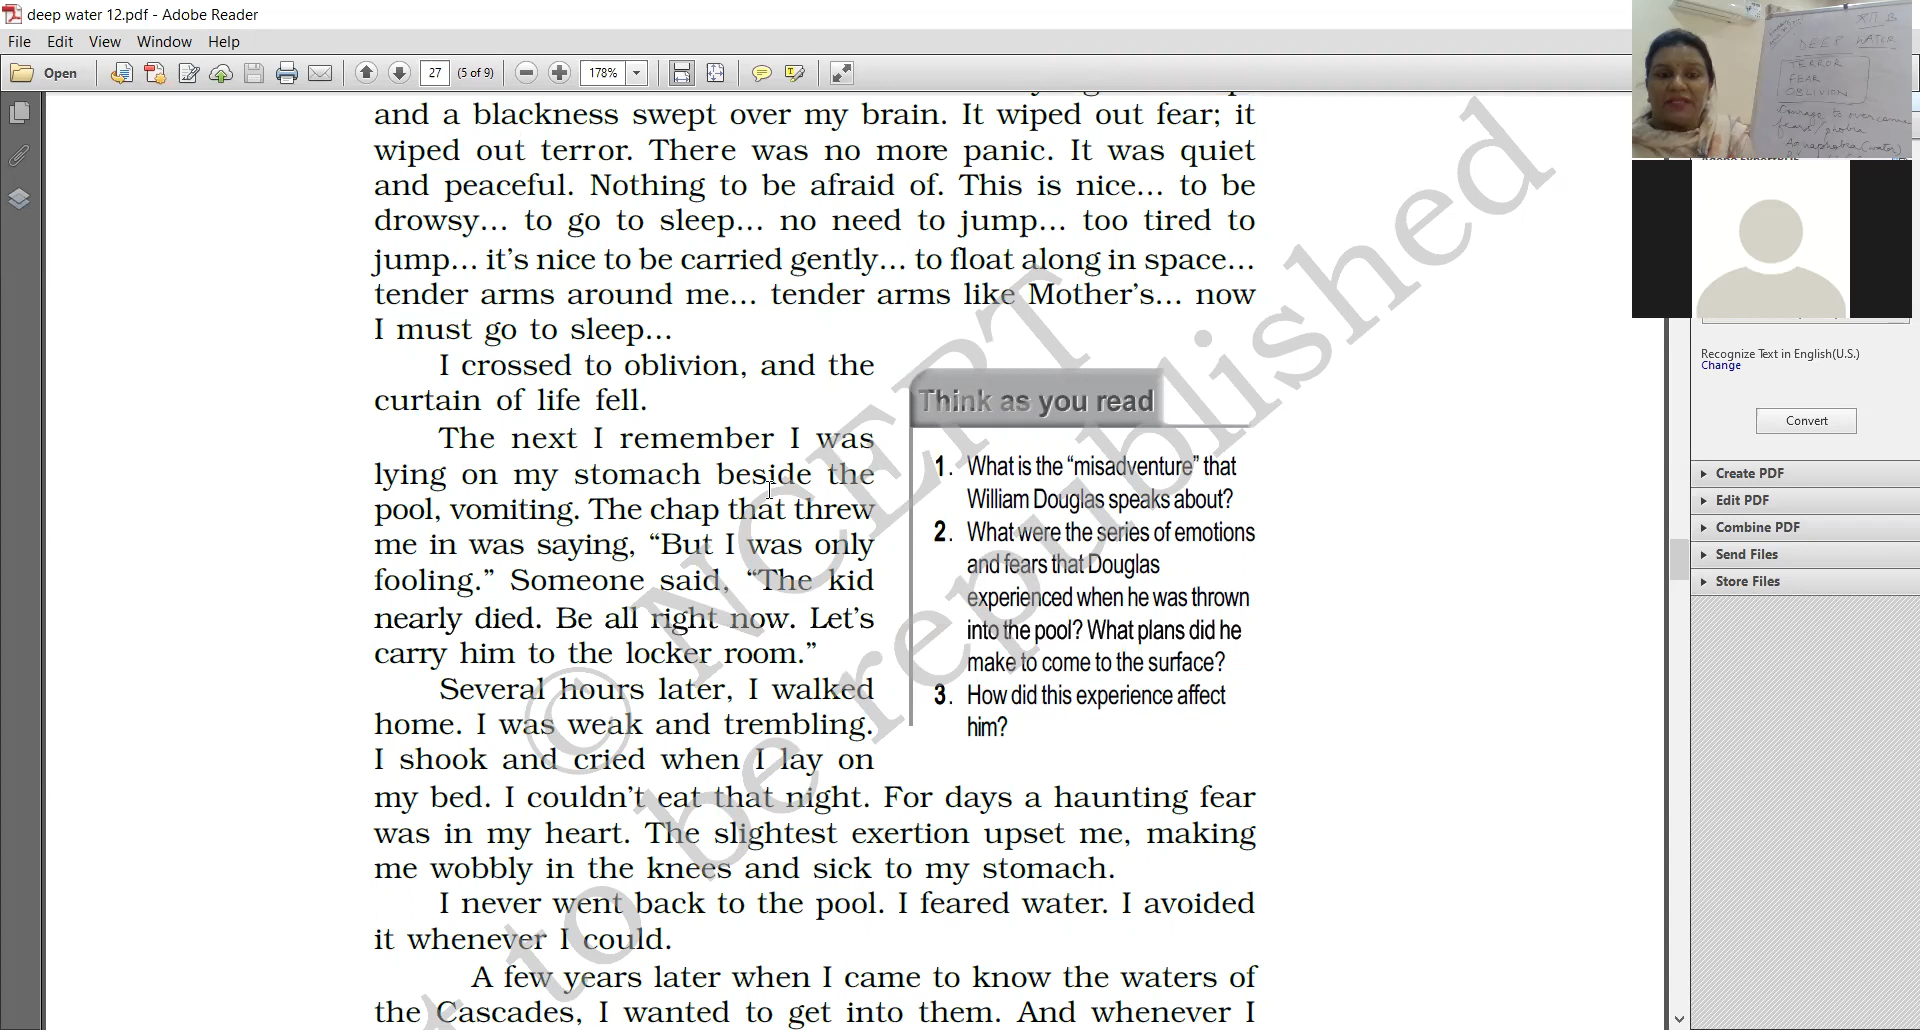 deep water 12.pdf - Adobe Reader
File Edit View Window Help
Open 27 (5 of 9) 178%
and a blackness swept over my brain. It wiped out fear; it
wiped out terror. There was no more panic. It was quiet
and peaceful. Nothing to be afraid of. This is nice... to be
drowsy... to go to sleep... no need to jump... too tired to
jump... it's nice to be carried gently... to float along in space...
tender arms around me... tender arms like Mother's... now
I must go to sleep...
I crossed to oblivion, and the
curtain of life fell.
The next I remember I was
lying on my stomach beside the
pool, vomiting. The chap that threw
me in was saying, “But I was only
fooling.” Someone said, “The kid
nearly died. Be all right now. Let's
carry him to the locker room.”
Several hours later, I walked
home. I was weak and trembling.
I shook and cried when I lay on
my bed. I couldn't eat that night. For days a haunting fear
was in my heart. The slightest exertion upset me, making
me wobbly in the knees and sick to my stomach.
I never went back to the pool. I feared water. I avoided
it whenever I could.
A few years later when I came to know the waters of
the Cascades, I wanted to get into them. And whenever I
Think as you read
1. What is the “misadventure” that
William Douglas speaks about?
2. What were the series of emotions
and fears that Douglas
experienced when he was thrown
into the pool? What plans did he
make to come to the surface?
3. How did this experience affect
him?
© NCERT
be republished
XII B
DEEP WATER
TERROR
FEAR
OBLIVION
Courage to overcome
fears/phobia
Aquaphobia (water)
Recognize Text in English(U.S.)
Change
Convert
Create PDF
Edit PDF
Combine PDF
Send Files
Store Files